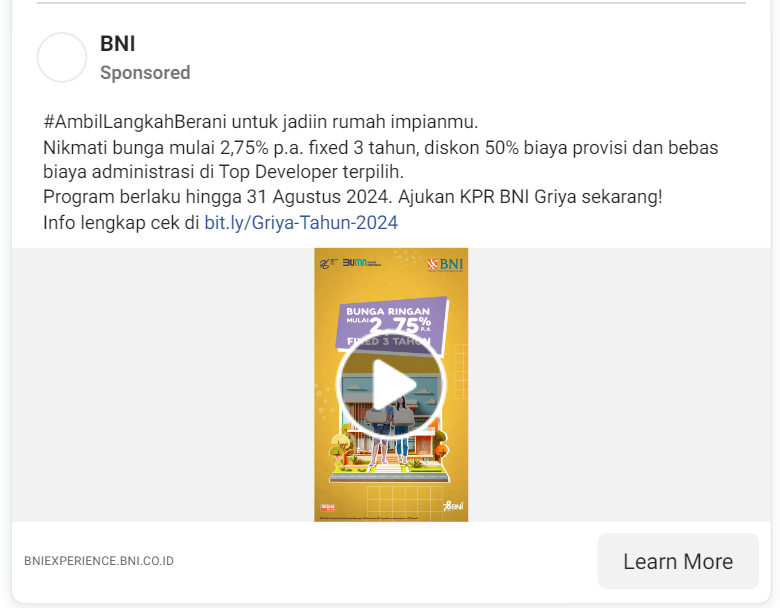 BNI
Sponsored
#AmbilLangkahBerani untuk jadiin rumah impianmu.
Nikmati bunga mulai 2,75% p.a. fixed 3 tahun, diskon 50% biaya provisi dan bebas
biaya administrasi di Top Developer terpilih.
Program berlaku hingga 31 Agustus 2024. Ajukan KPR BNI Griya sekarang!
Info lengkap cek di bit.ly/Griya-Tahun-2024
BUMN
BNI
BUNGA RINGAN
MULAI 2,75% P.A
FIXED 3 TAHUN
BNI
BNIEXPERIENCE.BNI.CO.ID
Learn More